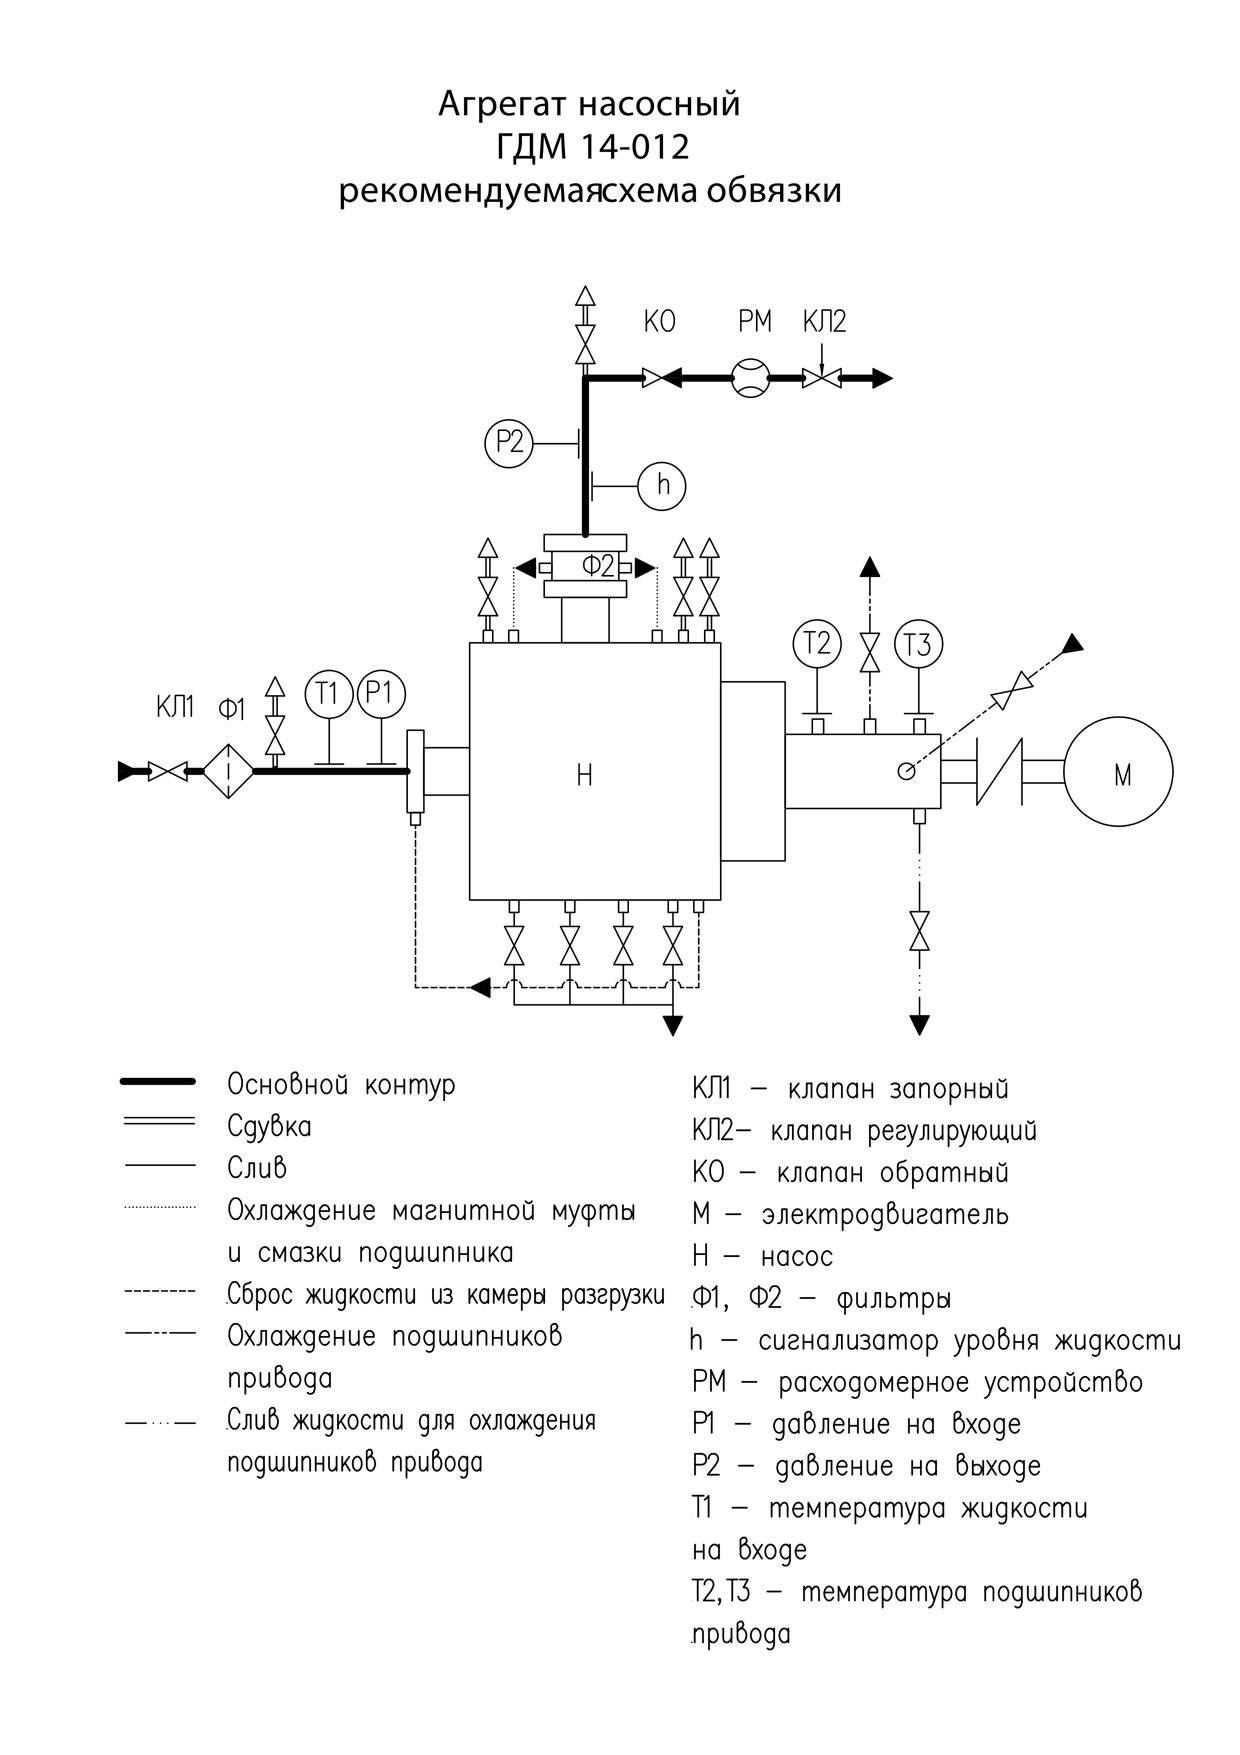 Агрегат насосный
ГДМ 14-012
рекомендуемаясхема обвязки
КО РМ КЛ2
Р2
h
Ф2
Т2 Т3
КЛ1 Ф1 Т1 Р1
Н М
Основной контур
Сдувка
Слив
Охлаждение магнитной муфты
и смазки подшипника
Сброс жидкости из камеры разгрузки
Охлаждение подшипников
привода
Слив жидкости для охлаждения
подшипников привода
КЛ1 – клапан запорный
КЛ2– клапан регулирующий
КО – клапан обратный
М – электродвигатель
Н – насос
Ф1, Ф2 – фильтры
h – сигнализатор уровня жидкости
РМ – расходомерное устройство
Р1 – давление на входе
Р2 – давление на выходе
Т1 – температура жидкости
на входе
Т2,Т3 – температура подшипников
привода